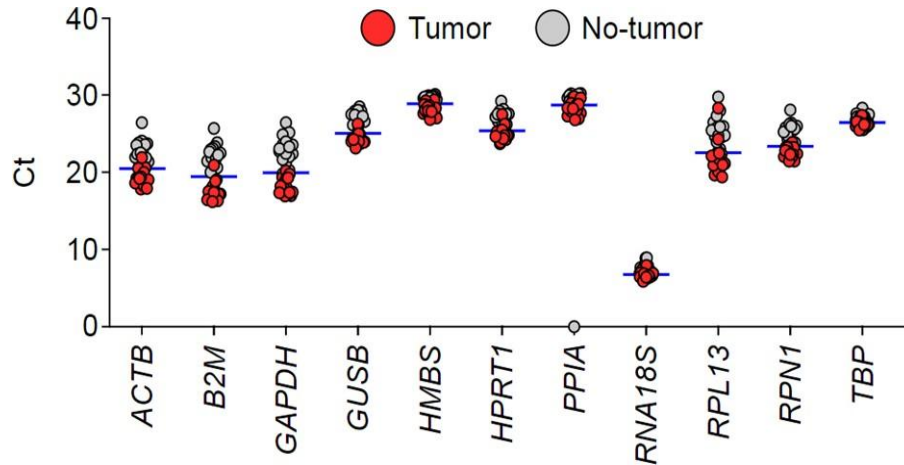 40
Tumor No-tumor
30
Ct
20
10
0
ACTB
B2M
GAPDH
GUSB
HMBS
HPRT1
PPIA
RNA18S
RPL13
RPN1
TBP